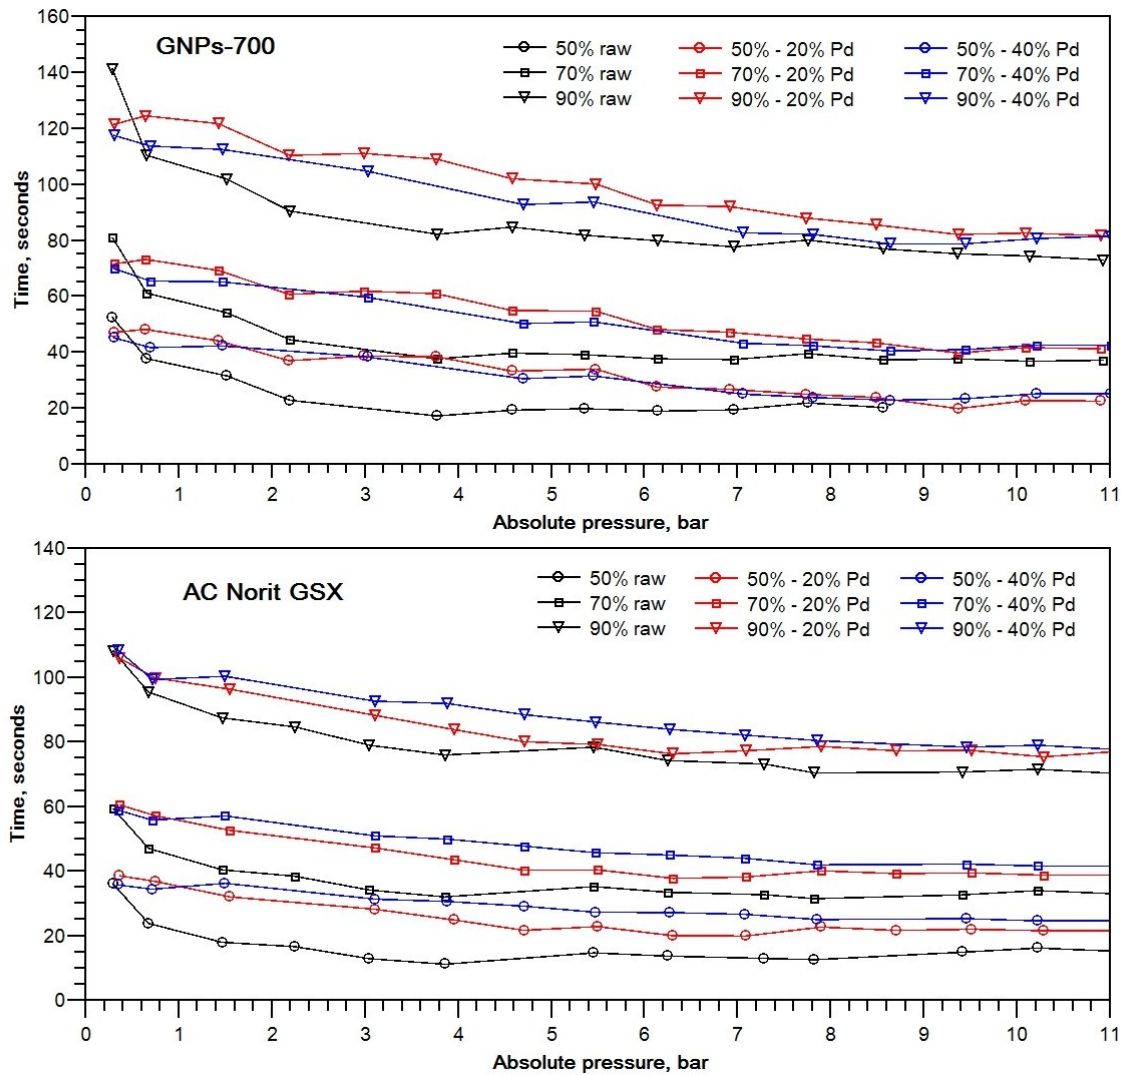 GNPs-700
50% raw 50% - 20% Pd 50% - 40% Pd
70% raw 70% - 20% Pd 70% - 40% Pd
90% raw 90% - 20% Pd 90% - 40% Pd
160
140
120
100
80
60
40
20
0
Time, seconds
0 1 2 3 4 5 6 7 8 9 10 11
Absolute pressure, bar
AC Norit GSX
50% raw 50% - 20% Pd 50% - 40% Pd
70% raw 70% - 20% Pd 70% - 40% Pd
90% raw 90% - 20% Pd 90% - 40% Pd
140
120
100
80
60
40
20
0
Time, seconds
0 1 2 3 4 5 6 7 8 9 10 11
Absolute pressure, bar